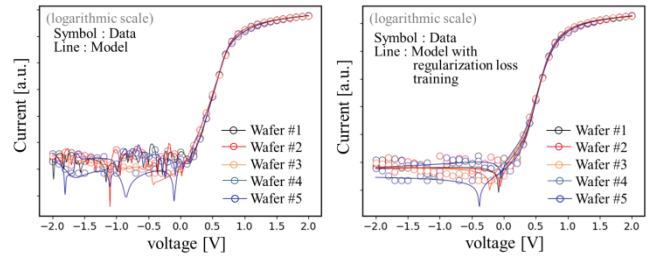 (logarithmic scale)
Symbol : Data
Line : Model
Current [a.u.]
Wafer #1
Wafer #2
Wafer #3
Wafer #4
Wafer #5
−2.0 −1.5 −1.0 −0.5 0.0 0.5 1.0 1.5 2.0
voltage [V]
(logarithmic scale)
Symbol : Data
Line : Model with
regularization loss
training
Current [a.u.]
Wafer #1
Wafer #2
Wafer #3
Wafer #4
Wafer #5
−2.0 −1.5 −1.0 −0.5 0.0 0.5 1.0 1.5 2.0
voltage [V]